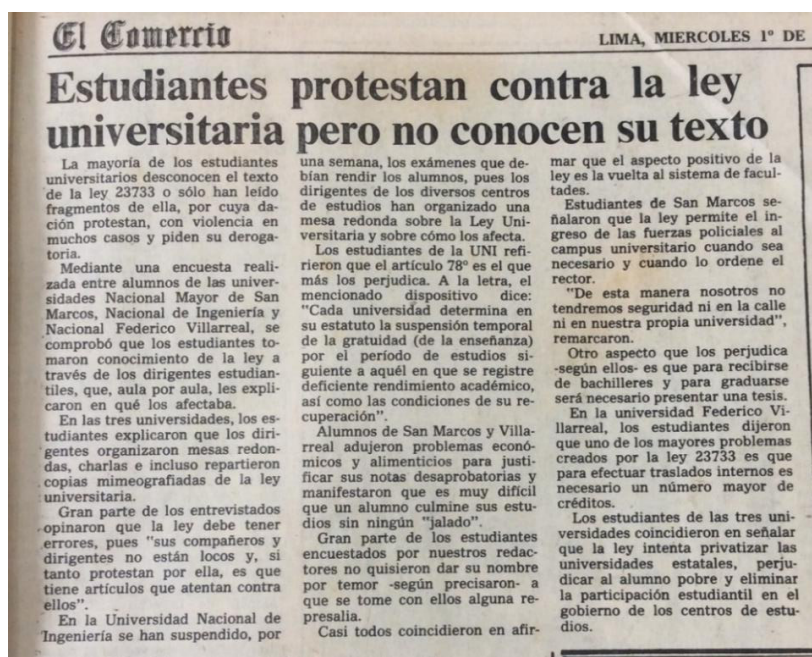 El Comercio
LIMA, MIERCOLES 1º DE
Estudiantes protestan contra la ley
universitaria pero no conocen su texto
La mayoría de los estudiantes
universitarios desconocen el texto
de la ley 23733 o sólo han leído
fragmentos de ella, por cuya da-
ción protestan, con violencia en
muchos casos y piden su deroga-
toria.
Mediante una encuesta reali-
zada entre alumnos de las univer-
sidades Nacional Mayor de San
Marcos, Nacional de Ingeniería y
Nacional Federico Villarreal, se
comprobó que los estudiantes to-
maron conocimiento de la ley a
través de los dirigentes estudian-
tiles, que, aula por aula, les expli-
caron en qué los afectaba.
En las tres universidades, los es-
tudiantes explicaron que los diri-
gentes organizaron mesas redon-
das, charlas e incluso repartieron
copias mimeografiadas de la ley
universitaria.
Gran parte de los entrevistados
opinaron que la ley debe tener
errores, pues "sus compañeros y
dirigentes no están locos y, si
tanto protestan por ella, es que
tiene artículos que atentan contra
ellos".
En la Universidad Nacional de
Ingeniería se han suspendido, por
una semana, los exámenes que de-
bían rendir los alumnos, pues los
dirigentes de los diversos centros
de estudios han organizado una
mesa redonda sobre la Ley Uni-
versitaria y sobre cómo los afecta.
Los estudiantes de la UNI refi-
rieron que el artículo 78º es el que
más los perjudica. A la letra, el
mencionado dispositivo dice:
"Cada universidad determina en
su estatuto la suspensión temporal
de la gratuidad (de la enseñanza)
por el período de estudios si-
guiente a aquél en que se registre
deficiente rendimiento académico,
así como las condiciones de su re-
cuperación".
Alumnos de San Marcos y Villa-
rreal adujeron problemas econó-
micos y alimenticios para justi-
ficar sus notas desaprobatorias y
manifestaron que es muy difícil
que un alumno culmine sus estu-
dios sin ningún "jalado".
Gran parte de los estudiantes
encuestados por nuestros redac-
tores no quisieron dar su nombre
por temor -según precisaron- a
que se tome con ellos alguna re-
presalia.
Casi todos coincidieron en afir-
mar que el aspecto positivo de la
ley es la vuelta al sistema de facul-
tades.
Estudiantes de San Marcos se-
ñalaron que la ley permite el in-
greso de las fuerzas policiales al
campus universitario cuando sea
necesario y cuando lo ordene el
rector.
"De esta manera nosotros no
tendremos seguridad ni en la calle
ni en nuestra propia universidad",
remarcaron.
Otro aspecto que los perjudica
-según ellos- es que para recibirse
de bachilleres y para graduarse
será necesario presentar una tesis.
En la universidad Federico Vi-
llarreal, los estudiantes dijeron
que uno de los mayores problemas
creados por la ley 23733 es que
para efectuar traslados internos es
necesario un número mayor de
créditos.
Los estudiantes de las tres uni-
versidades coincidieron en señalar
que la ley intenta privatizar las
universidades estatales, perju-
dicar al alumno pobre y eliminar
la participación estudiantil en el
gobierno de los centros de estu-
dios.